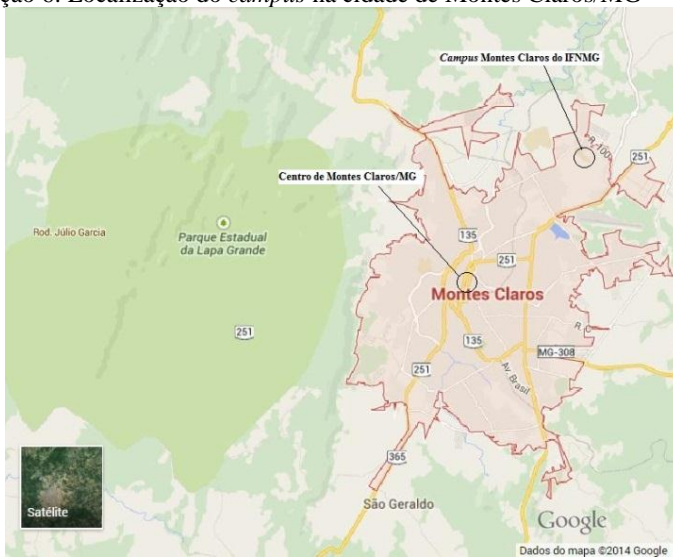 ção 6: Localização do campus na cidade de Montes Claros/MG
Campus Montes Claros do IFNMG
R-100
251
Centro de Montes Claros/MG
Rod. Júlio Garcia
Parque Estadual
da Lapa Grande
135
251
Montes Claros
251
R. C
135
MG-308
251
Av. Brasil
365
São Geraldo
Satélite
Google
Dados do mapa ©2014 Google